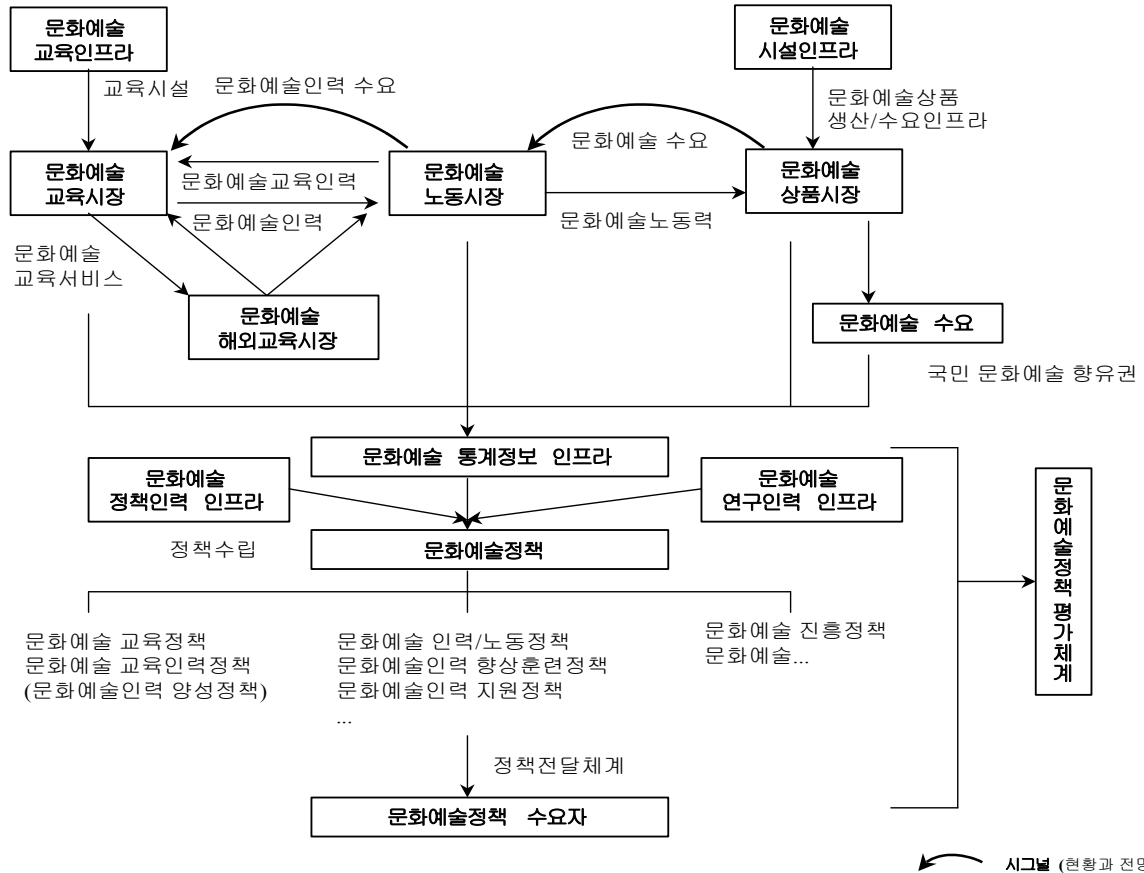 문화예술
교육인프라
문화예술
시설인프라
교육시설
문화예술인력 수요
문화예술상품
생산/수요인프라
문화예술 수요
문화예술
교육시장
문화예술교육인력
문화예술인력
문화예술
노동시장
문화예술노동력
문화예술
상품시장
문화예술
교육서비스
문화예술
해외교육시장
문화예술 수요
국민 문화예술 향유권
문화예술 통계정보 인프라
문화예술
정책인력 인프라
문화예술
연구인력 인프라
정책수립
문화예술정책
문화예술정책 평가체계
문화예술 교육정책
문화예술 교육인력정책
(문화예술인력 양성정책)
문화예술 인력/노동정책
문화예술인력 향상훈련정책
문화예술인력 지원정책
...
문화예술 진흥정책
문화예술...
정책전달체계
문화예술정책 수요자
시그널 (현황과 전망